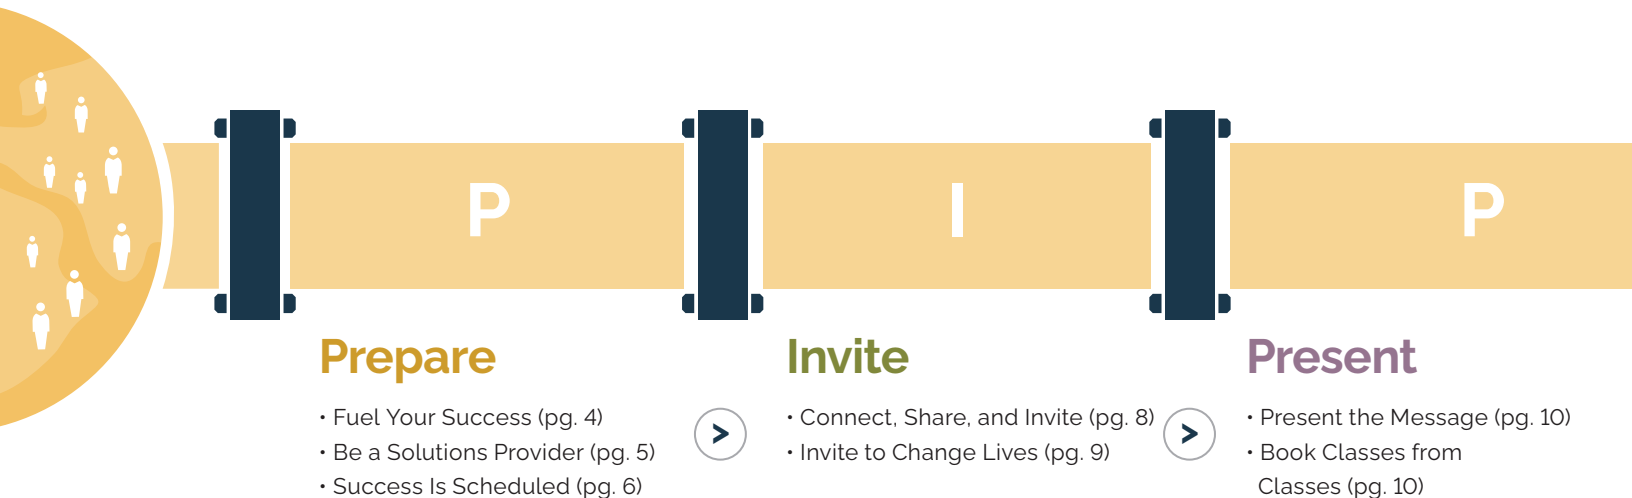 P
I
P
Prepare
• Fuel Your Success (pg. 4)
• Be a Solutions Provider (pg. 5)
• Success Is Scheduled (pg. 6)
>
Invite
• Connect, Share, and Invite (pg. 8)
• Invite to Change Lives (pg. 9)
>
Present
• Present the Message (pg. 10)
• Book Classes from
Classes (pg. 10)